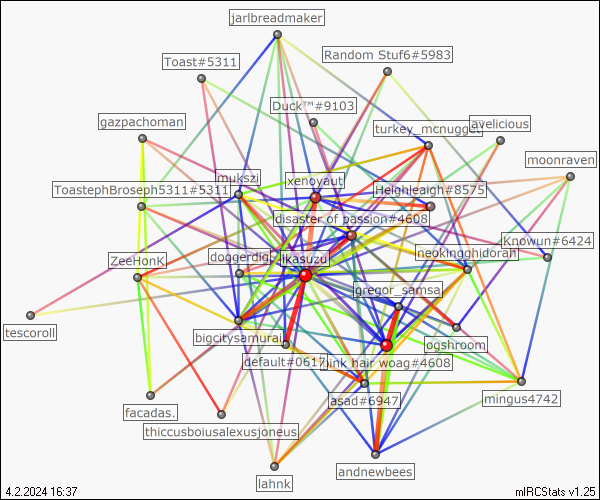 jarlbreadmaker
Random Stuf6#5983
Toast#5311
Duck™#9103
gazpachoman
turkey_mcnugget
avelicious
moonraven
mukszi
xenoyaut
ToastephBroseph5311#5311
Heighleaigh#8575
disaster of passion#4608
Knowun#6424
ZeeHonK
doggerdigi
ikasuzu
neokingghidorah
gregor_samsa
tescoroll
bigcitysamurai
ogshroom
default#0617
pink hair woag#4608
asad#6947
mingus4742
facadas.
thiccusboiusalexusjoneus
lahnk
andnewbees
4.2.2024 16:37
mIRCStats v1.25